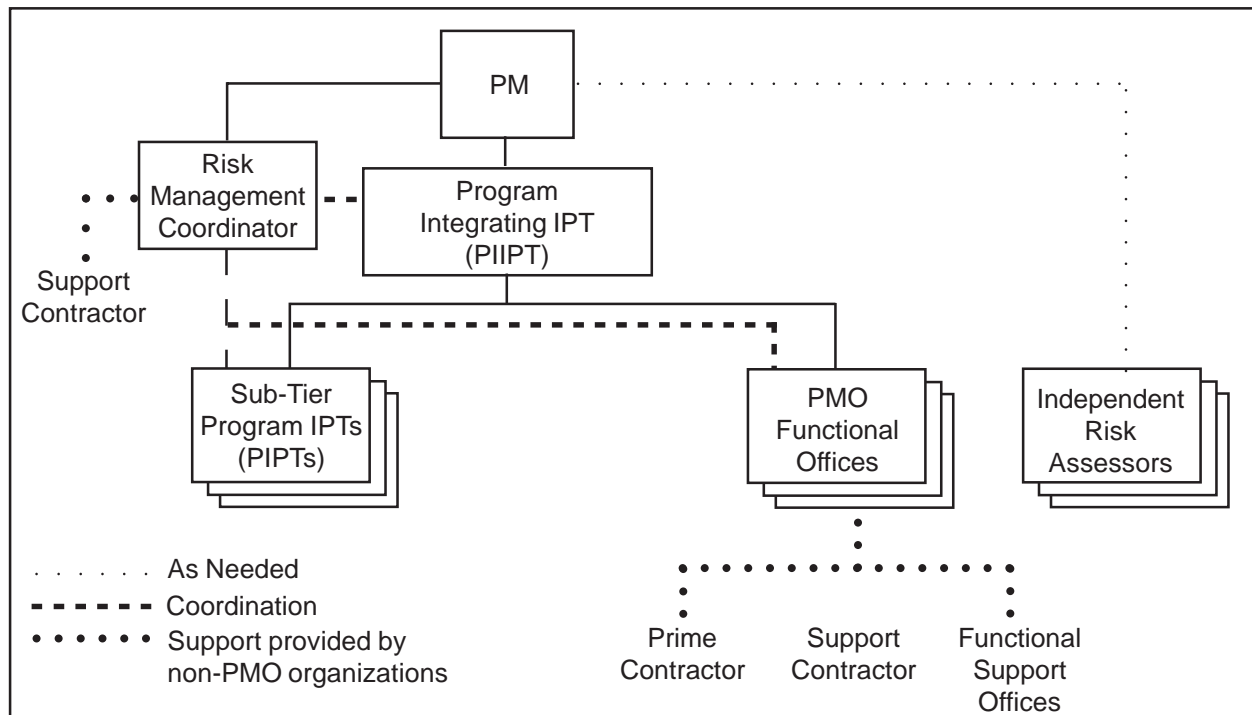 PM
Risk
Management
Coordinator
Program
Integrating IPT
(PIIPT)
Support
Contractor
Sub-Tier
Program IPTs
(PIPTs)
PMO
Functional
Offices
Independent
Risk
Assessors
As Needed
Coordination
Support provided by
non-PMO organizations
Prime
Contractor
Support
Contractor
Functional
Support
Offices